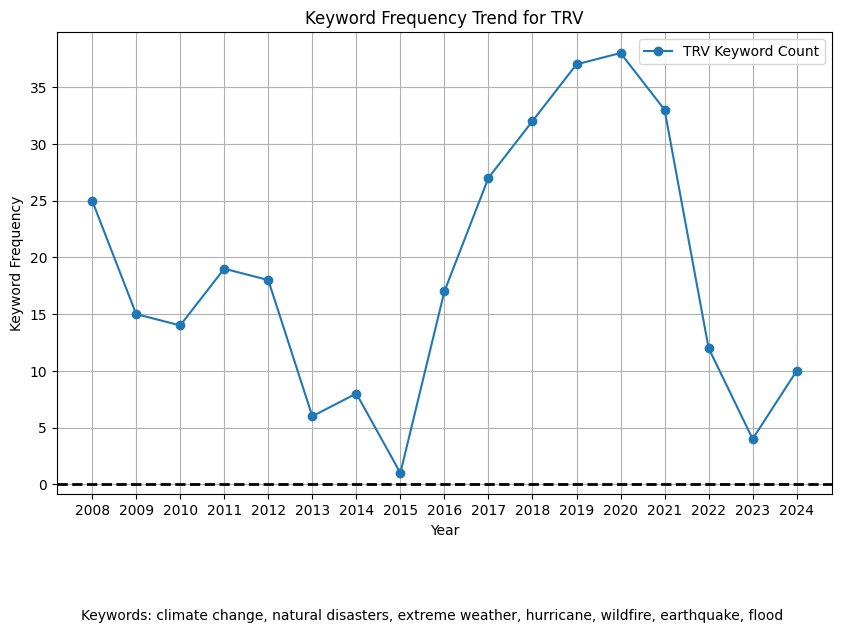 Keyword Frequency Trend for TRV
TRV Keyword Count
Keyword Frequency
35
30
25
20
15
10
5
0
2008 2009 2010 2011 2012 2013 2014 2015 2016 2017 2018 2019 2020 2021 2022 2023 2024
Year
Keywords: climate change, natural disasters, extreme weather, hurricane, wildfire, earthquake, flood